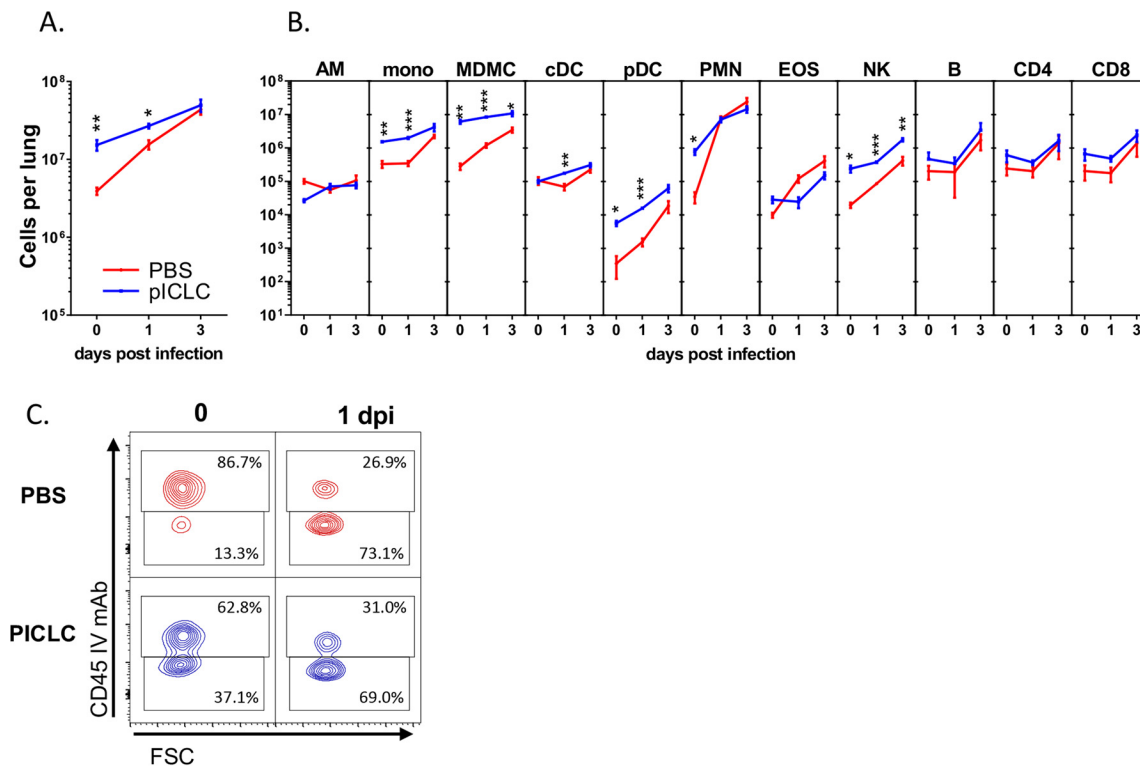 A.
B.
AM mono MDMC cDC pDC PMN EOS NK B CD4 CD8
10⁸
10⁷
10⁶
10⁵
Cells per lung
** *
PBS
pICLC
0 1 3
days post infection
10⁸
10⁷
10⁶
10⁵
10⁴
10³
10²
10¹
** *** ** *** * ** * *** * * *** **
0 1 3 0 1 3 0 1 3 0 1 3 0 1 3 0 1 3 0 1 3 0 1 3 0 1 3 0 1 3 0 1 3
days post infection
C.
0 1 dpi
PBS
86.7% 26.9%
13.3% 73.1%
PICLC
62.8% 31.0%
37.1% 69.0%
CD45 IV mAb
FSC